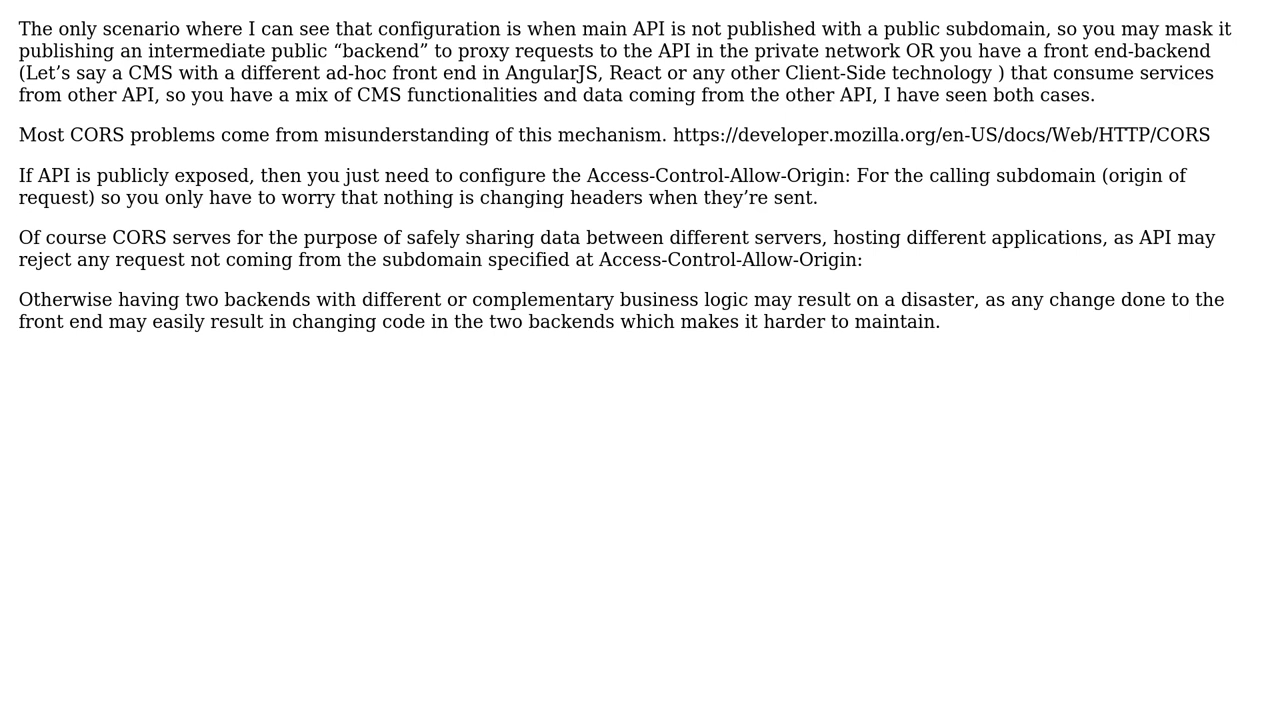 The only scenario where I can see that configuration is when main API is not published with a public subdomain, so you may mask it
publishing an intermediate public “backend” to proxy requests to the API in the private network OR you have a front end-backend
(Let’s say a CMS with a different ad-hoc front end in AngularJS, React or any other Client-Side technology ) that consume services
from other API, so you have a mix of CMS functionalities and data coming from the other API, I have seen both cases.
Most CORS problems come from misunderstanding of this mechanism. https://developer.mozilla.org/en-US/docs/Web/HTTP/CORS
If API is publicly exposed, then you just need to configure the Access-Control-Allow-Origin: For the calling subdomain (origin of
request) so you only have to worry that nothing is changing headers when they’re sent.
Of course CORS serves for the purpose of safely sharing data between different servers, hosting different applications, as API may
reject any request not coming from the subdomain specified at Access-Control-Allow-Origin:
Otherwise having two backends with different or complementary business logic may result on a disaster, as any change done to the
front end may easily result in changing code in the two backends which makes it harder to maintain.